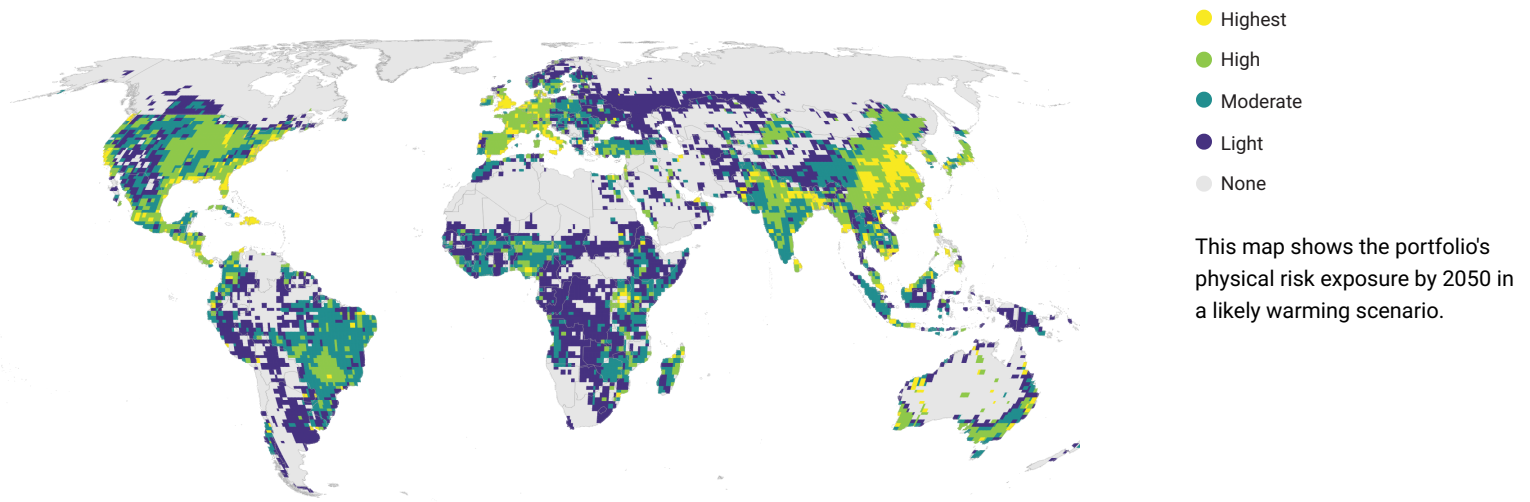 Highest
High
Moderate
Light
None
This map shows the portfolio's
physical risk exposure by 2050 in
a likely warming scenario.